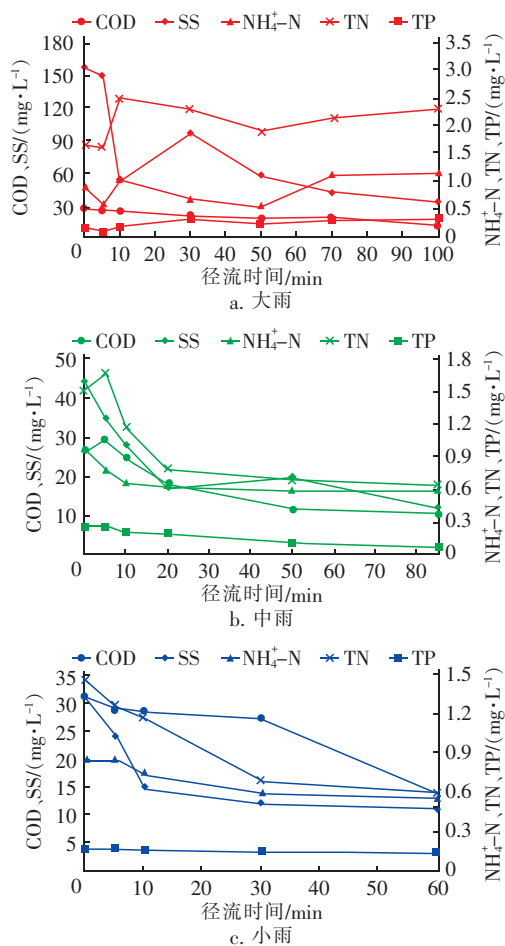 COD SS NH₄⁺–N TN TP
COD、SS/(mg·L⁻¹)
180
150
120
90
60
30
0
3.5
3.0
2.5
2.0
1.5
1.0
0.5
0
NH₄⁺–N、TN、TP/(mg·L⁻¹)
10 20 30 40 50 60 70 80 90 100
径流时间/min
a. 大雨
COD SS NH₄⁺–N TN TP
COD、SS/(mg·L⁻¹)
50
40
30
20
10
0
1.8
1.5
1.2
0.9
0.6
0.3
0
NH₄⁺–N、TN、TP/(mg·L⁻¹)
10 20 30 40 50 60 70 80
径流时间/min
b. 中雨
COD SS NH₄⁺–N TN TP
COD、SS/(mg·L⁻¹)
35
30
25
20
15
10
5
0
1.5
1.2
0.9
0.6
0.3
0
NH₄⁺–N、TN、TP/(mg·L⁻¹)
10 20 30 40 50 60
径流时间/min
c. 小雨